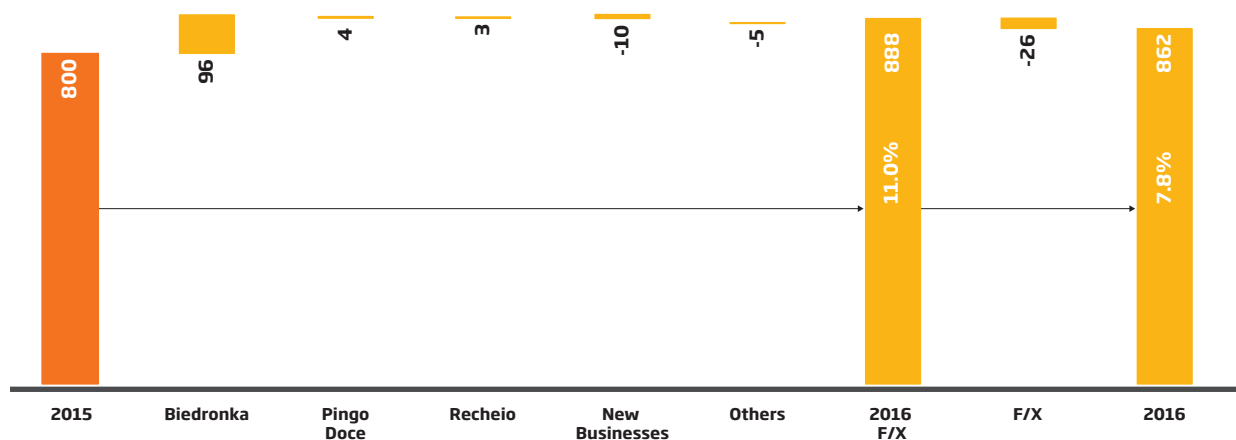 800
96
4
3
-10
-5
888
11.0%
-26
862
7.8%
2015
Biedronka
Pingo
Doce
Recheio
New
Businesses
Others
2016
F/X
F/X
2016